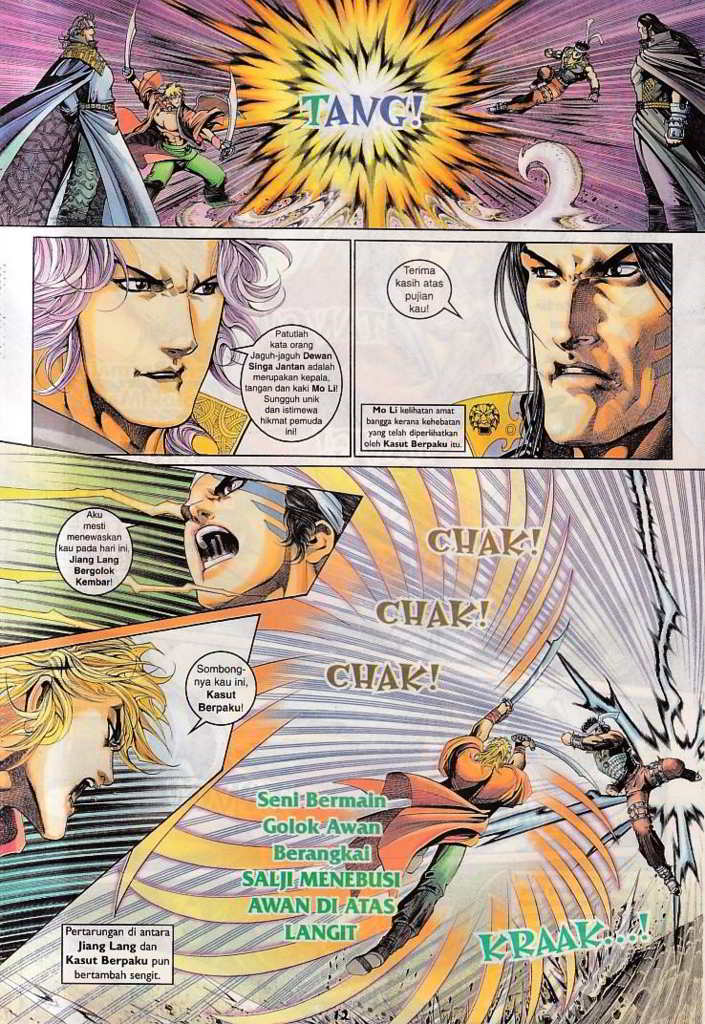 TANG!
Patutlah
kata orang
Jaguh-jaguh Dewan
Singa Jantan adalah
merupakan kepala,
tangan dan kaki Mo Li!
Sungguh unik
dan istimewa
hikmat pemuda
ini!
Terima
kasih atas
pujian
kau!
Mo Li kelihatan amat
bangga kerana kehebatan
yang telah diperlihatkan
oleh Kasut Berpaku itu.
Aku
mesti
menewaskan
kau pada hari ini,
Jiang Lang
Bergolok
Kembar!
CHAK!
CHAK!
CHAK!
Sombong-
nya kau ini,
Kasut
Berpaku!
Seni Bermain
Golok Awan
Berangkai
SALJI MENEBUSI
AWAN DI ATAS
LANGIT
KRAAK...!
Pertarungan di antara
Jiang Lang dan
Kasut Berpaku pun
bertambah sengit.
12